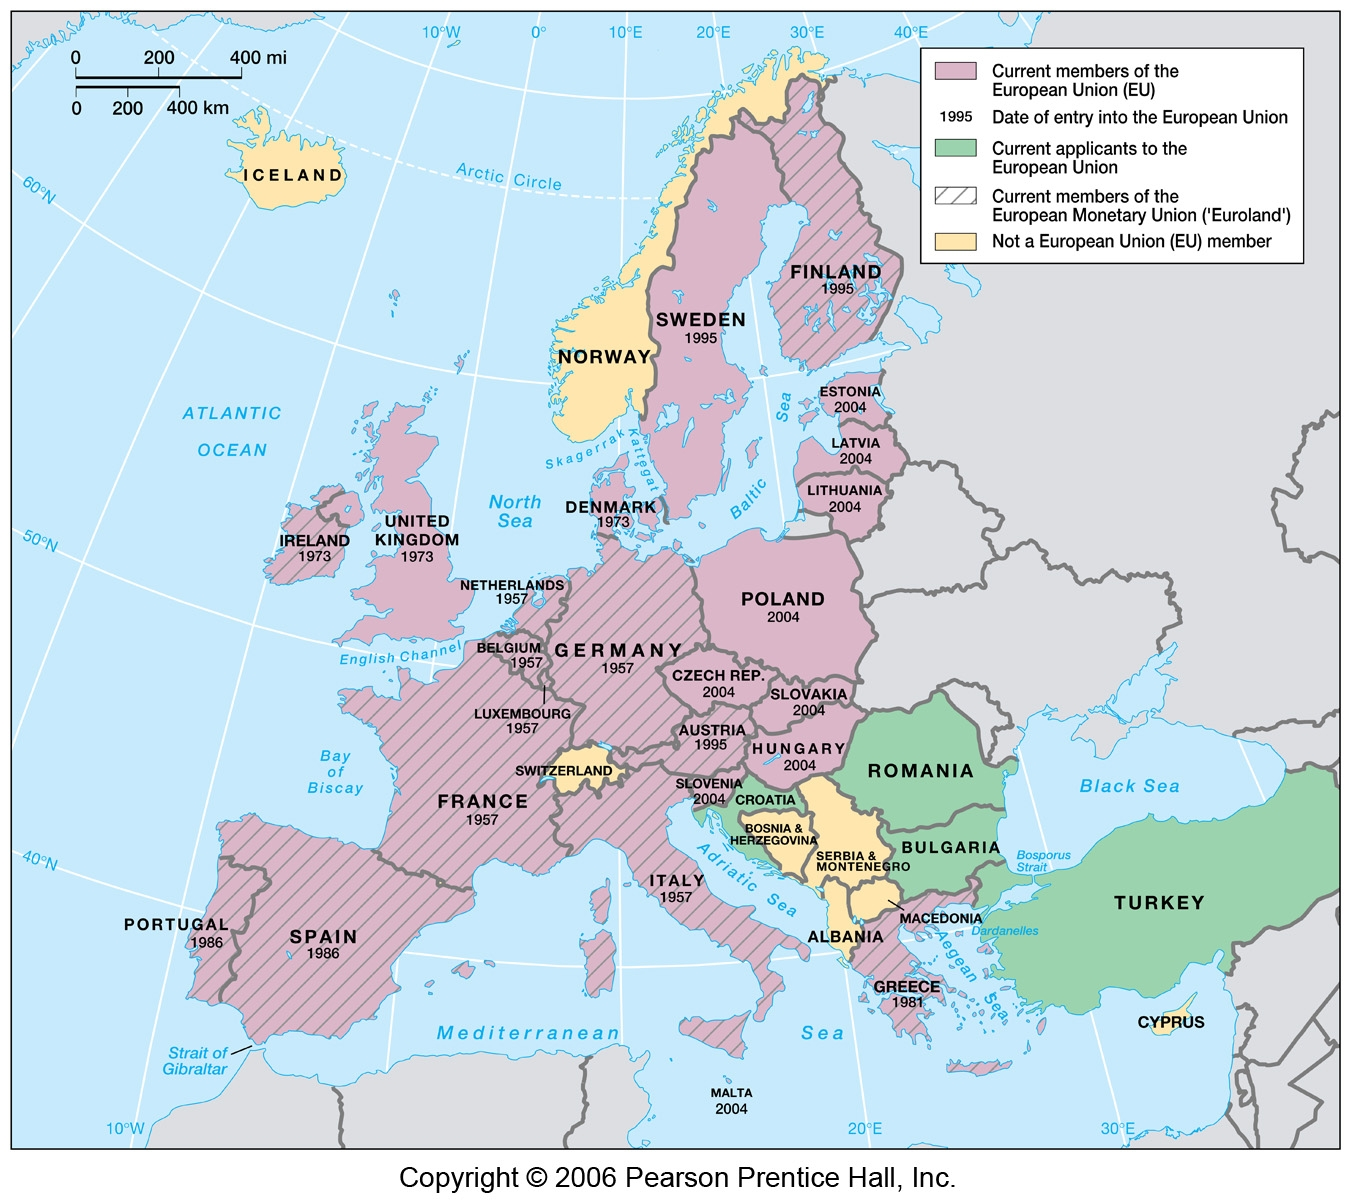 10°W
0°
10°E
20°E
30°E
40°E
0 200 400 mi
0 200 400 km
Current members of the
European Union (EU)
1995 Date of entry into the European Union
Current applicants to the
European Union
Current members of the
European Monetary Union ('Euroland')
Not a European Union (EU) member
ICELAND
Arctic Circle
60°N
FINLAND
1995
SWEDEN
1995
NORWAY
ATLANTIC
OCEAN
ESTONIA
2004
LATVIA
2004
LITHUANIA
2004
Baltic Sea
Skagerrak
Kattegat
North
Sea
DENMARK
1973
UNITED
KINGDOM
1973
IRELAND
1973
50°N
NETHERLANDS
1957
POLAND
2004
BELGIUM
1957
GERMANY
1957
English Channel
CZECH REP.
2004
SLOVAKIA
2004
LUXEMBOURG
1957
AUSTRIA
1995
HUNGARY
2004
Bay
of
Biscay
SWITZERLAND
ROMANIA
SLOVENIA
2004
CROATIA
Black Sea
FRANCE
1957
BOSNIA &
HERZEGOVINA
SERBIA &
MONTENEGRO
BULGARIA
Bosporus
Strait
40°N
Adriatic Sea
ITALY
1957
TURKEY
MACEDONIA
PORTUGAL
1986
SPAIN
1986
ALBANIA
Dardanelles
Aegean Sea
GREECE
1981
CYPRUS
Mediterranean Sea
Strait of
Gibraltar
MALTA
2004
10°W
20°E
30°E
Copyright © 2006 Pearson Prentice Hall, Inc.